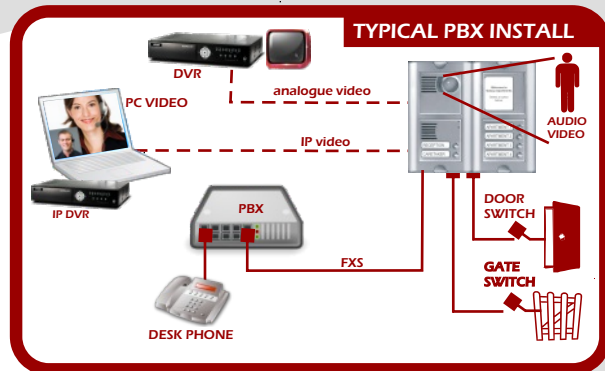 TYPICAL PBX INSTALL
DVR
PC VIDEO
analogue video
AUDIO
VIDEO
IP video
IP DVR
PBX
DOOR
SWITCH
FXS
GATE
SWITCH
DESK PHONE
RECEPTION